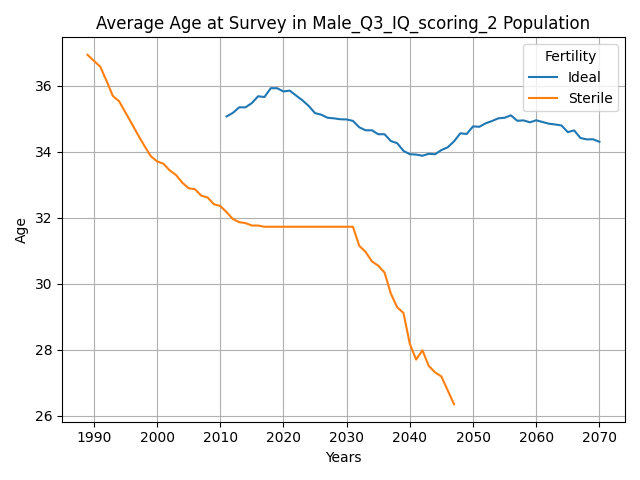 Average Age at Survey in Male_Q3_IQ_scoring_2 Population
Fertility
Ideal
Sterile
Age
36
34
32
30
28
26
1990 2000 2010 2020 2030 2040 2050 2060 2070
Years